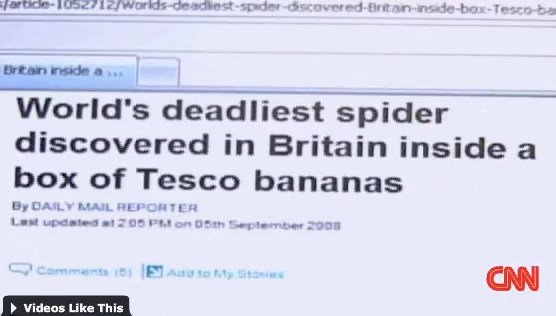 /article-1052712/Worlds-deadliest-spider-discovered-Britain-inside-box-Tesco-ba
Britain inside a ...
World's deadliest spider
discovered in Britain inside a
box of Tesco bananas
By DAILY MAIL REPORTER
Last updated at 2:05 PM on 05th September 2008
Comments (5) Add to My Stories
CNN
Videos Like This